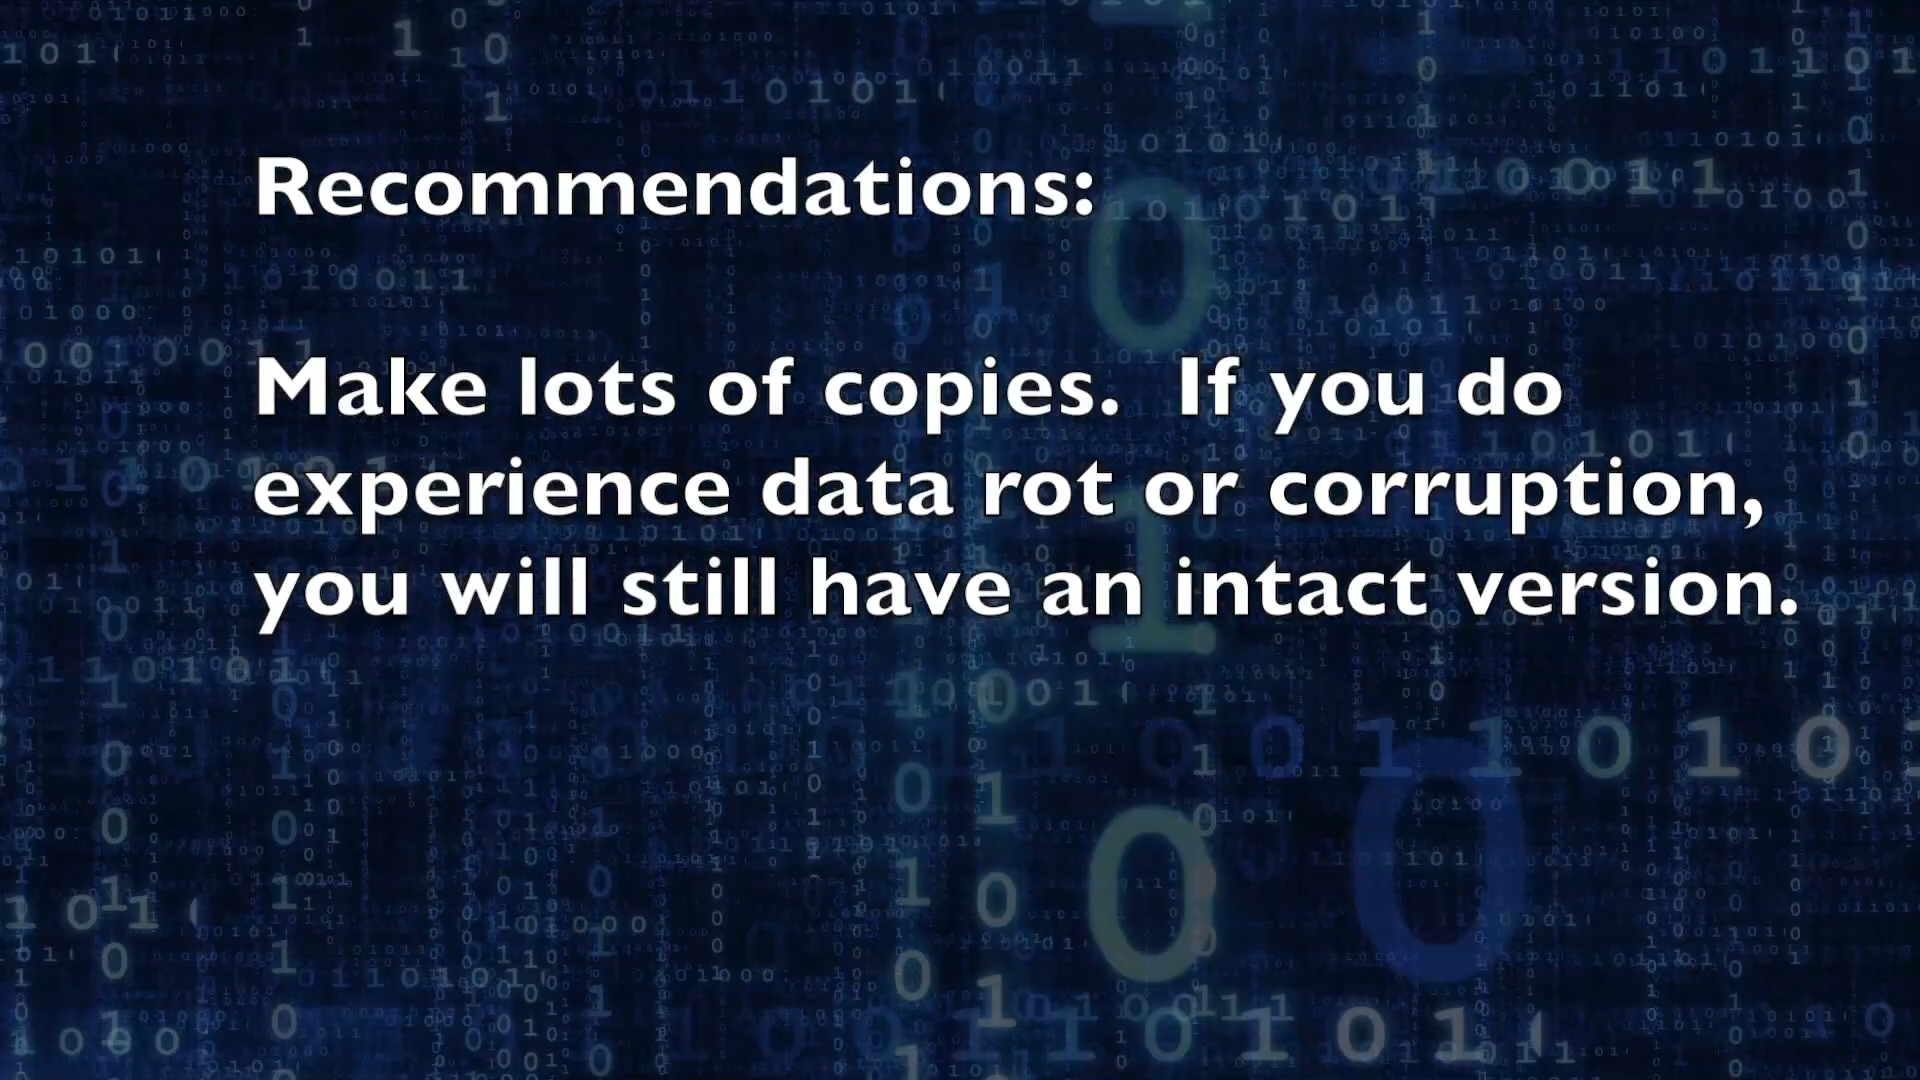 Recommendations:
Make lots of copies.  If you do
experience data rot or corruption,
you will still have an intact version.